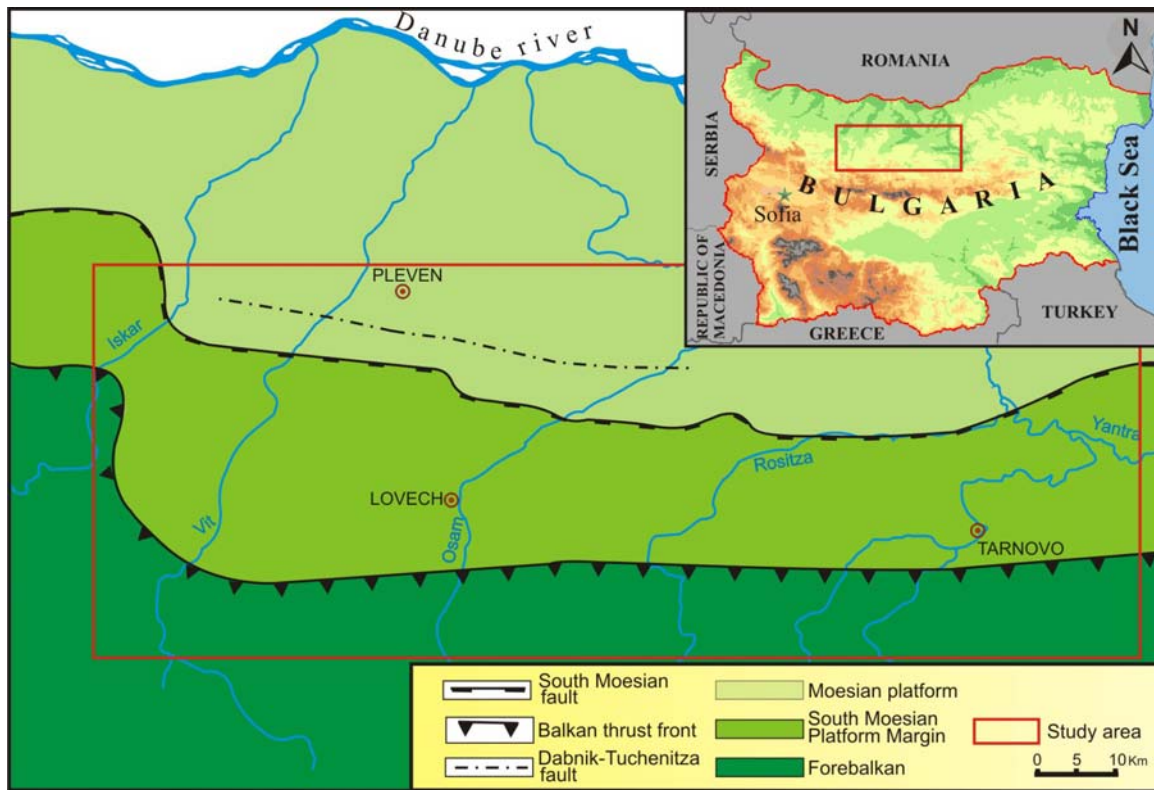 Danube river
N
ROMANIA
SERBIA
BULGARIA
Sofia
Black Sea
REPUBLIC OF
MACEDONIA
GREECE
TURKEY
PLEVEN
Iskar
Vit
LOVECH
Osam
Rositza
Yantra
TARNOVO
South Moesian
fault
Balkan thrust front
Dabnik-Tuchenitza
fault
Moesian platform
South Moesian
Platform Margin
Forebalkan
Study area
0 5 10 Km